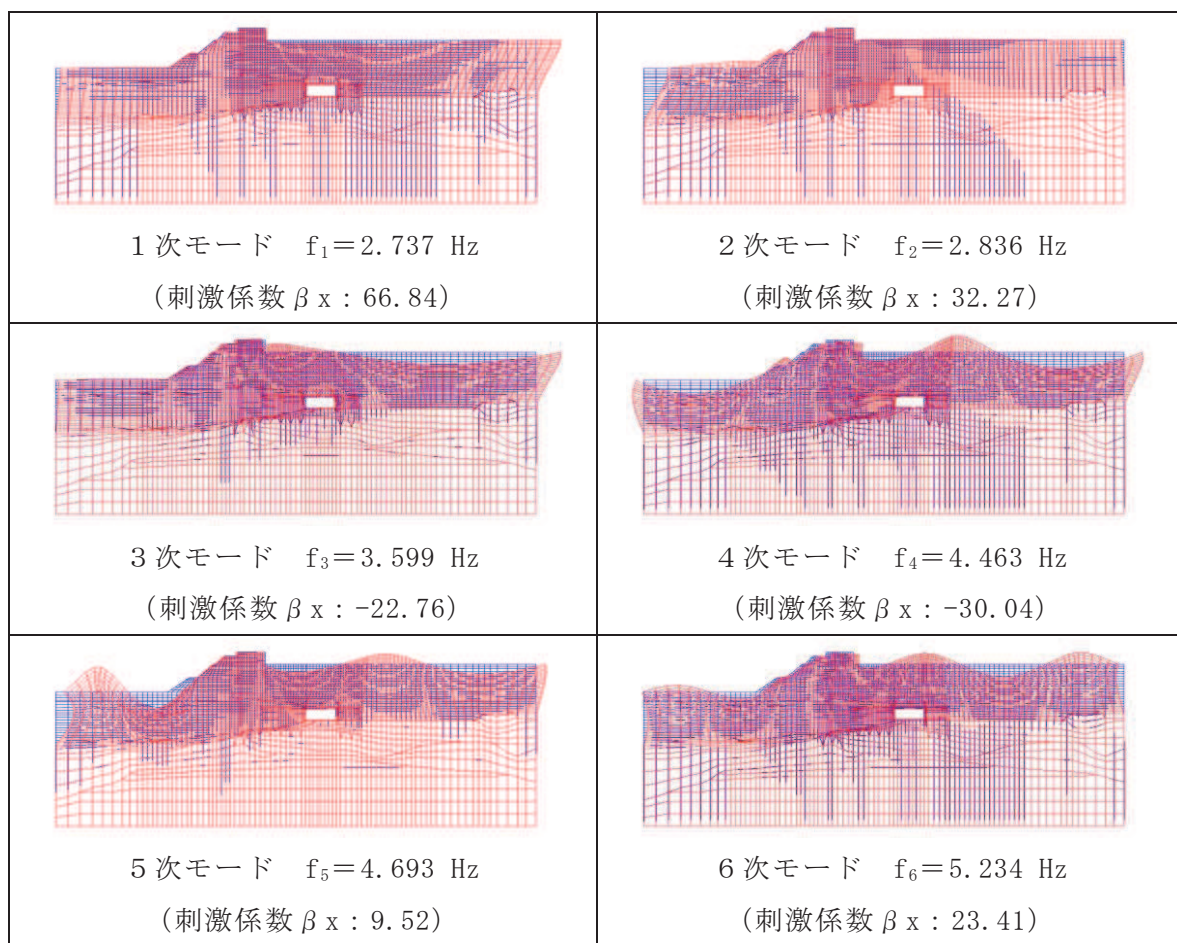 1次モード f₁＝2.737 Hz
(刺激係数βx：66.84)
2次モード f₂＝2.836 Hz
(刺激係数βx：32.27)
3次モード f₃＝3.599 Hz
(刺激係数βx：-22.76)
4次モード f₄＝4.463 Hz
(刺激係数βx：-30.04)
5次モード f₅＝4.693 Hz
(刺激係数βx：9.52)
6次モード f₆＝5.234 Hz
(刺激係数βx：23.41)